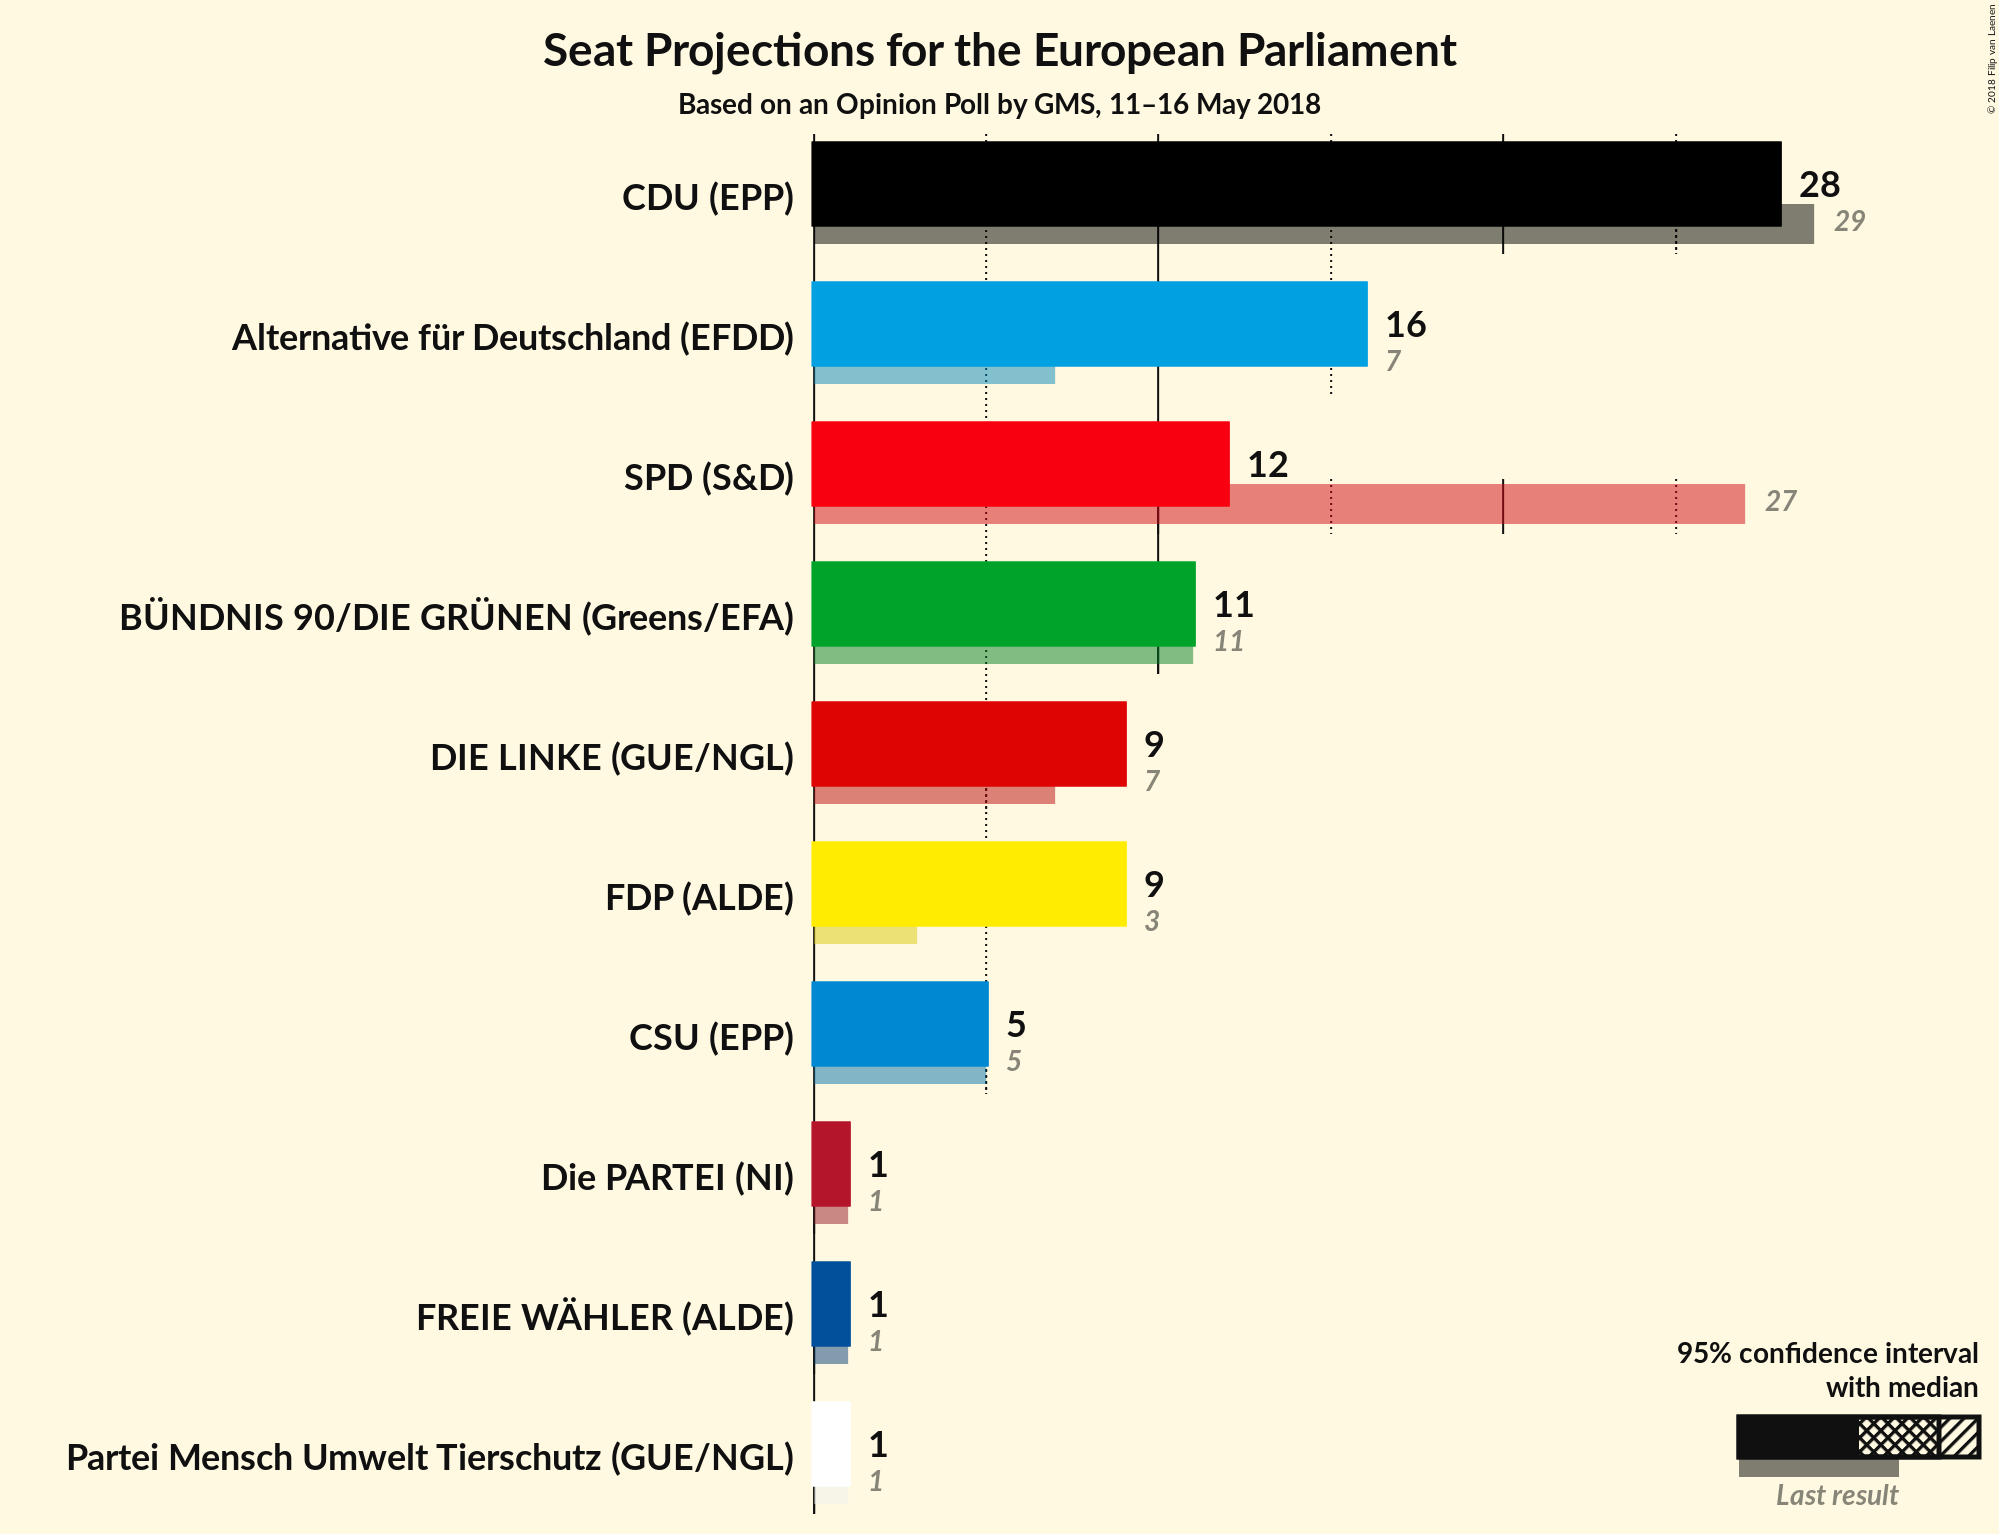 Seat Projections for the European Parliament
Based on an Opinion Poll by GMS, 11–16 May 2018
© 2018 Filip van Laenen
CDU (EPP)
28
29
Alternative für Deutschland (EFDD)
16
7
SPD (S&D)
12
27
BÜNDNIS 90/DIE GRÜNEN (Greens/EFA)
11
11
DIE LINKE (GUE/NGL)
9
7
FDP (ALDE)
9
3
CSU (EPP)
5
5
Die PARTEI (NI)
1
1
FREIE WÄHLER (ALDE)
1
1
Partei Mensch Umwelt Tierschutz (GUE/NGL)
1
1
95% confidence interval
with median
Last result